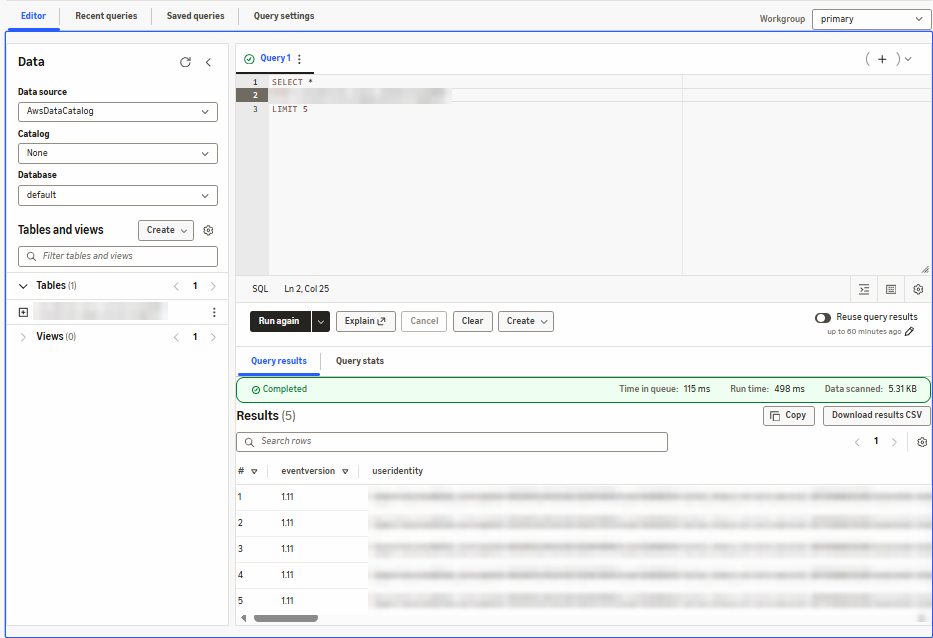 Editor Recent queries Saved queries Query settings
Workgroup primary
Data
Data source
AwsDataCatalog
Catalog
None
Database
default
Tables and views Create
Filter tables and views
Tables (1) 1
Views (0) 1
Query 1
1 SELECT *
2
3 LIMIT 5
SQL Ln 2, Col 25
Run again Explain Cancel Clear Create
Reuse query results
up to 60 minutes ago
Query results Query stats
Completed Time in queue: 115 ms Run time: 498 ms Data scanned: 5.31 KB
Results (5) Copy Download results CSV
Search rows 1
# eventversion useridentity
1 1.11
2 1.11
3 1.11
4 1.11
5 1.11